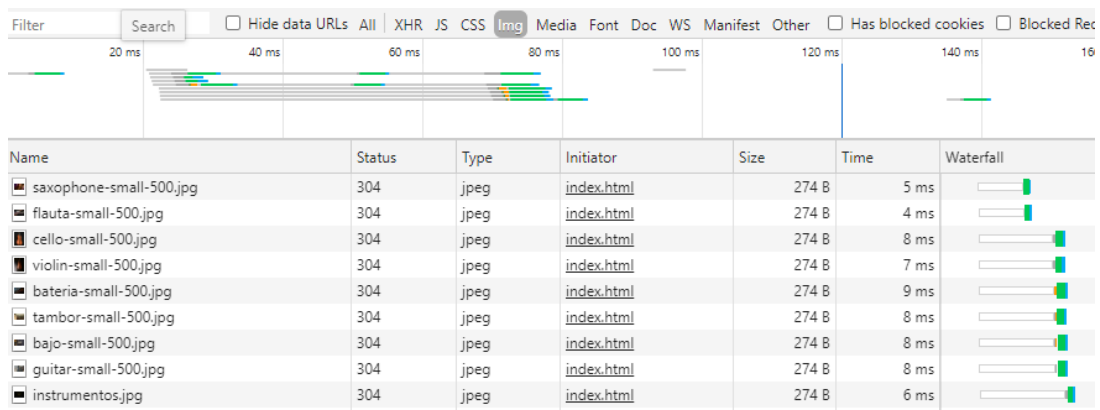 Filter Search Hide data URLs All XHR JS CSS Img Media Font Doc WS Manifest Other Has blocked cookies Blocked Rec
20 ms 40 ms 60 ms 80 ms 100 ms 120 ms 140 ms 16
Name Status Type Initiator Size Time Waterfall
saxophone-small-500.jpg 304 jpeg index.html 274 B 5 ms
flauta-small-500.jpg 304 jpeg index.html 274 B 4 ms
cello-small-500.jpg 304 jpeg index.html 274 B 8 ms
violin-small-500.jpg 304 jpeg index.html 274 B 7 ms
bateria-small-500.jpg 304 jpeg index.html 274 B 9 ms
tambor-small-500.jpg 304 jpeg index.html 274 B 8 ms
bajo-small-500.jpg 304 jpeg index.html 274 B 8 ms
guitar-small-500.jpg 304 jpeg index.html 274 B 8 ms
instrumentos.jpg 304 jpeg index.html 274 B 6 ms